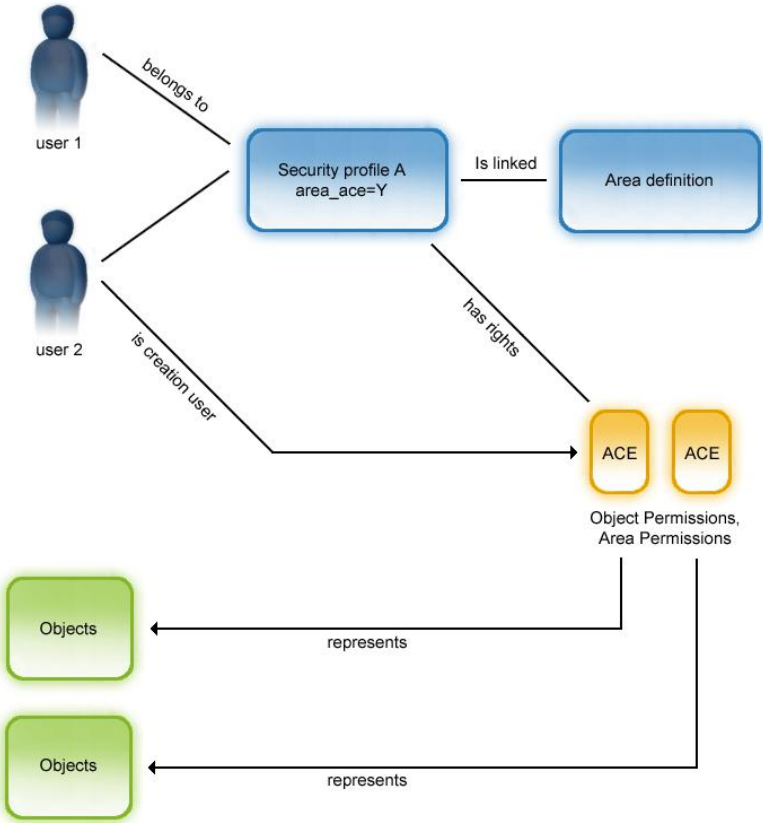 belongs to
user 1
Security profile A
area_ace=Y
Is linked
Area definition
user 2
is creation user
has rights
ACE
ACE
Object Permissions,
Area Permissions
Objects
represents
Objects
represents